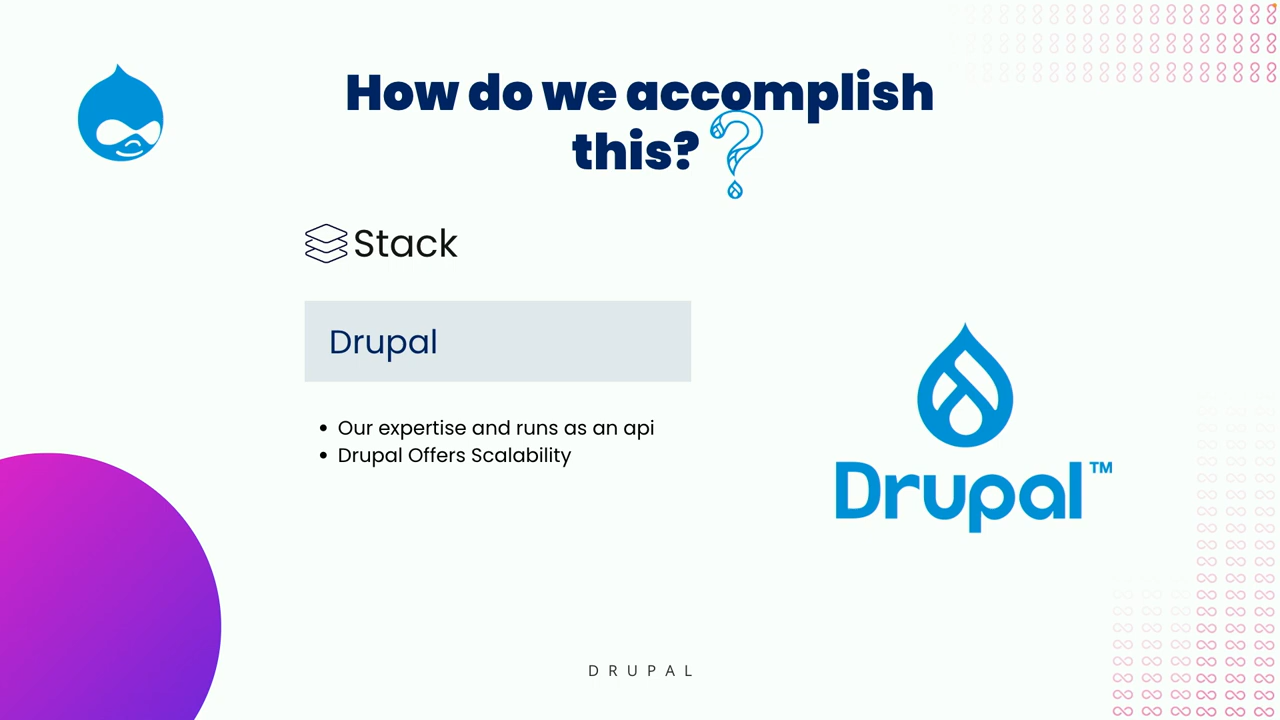 How do we accomplish
this?
Stack
Drupal
Our expertise and runs as an api
Drupal Offers Scalability
Drupal™
DRUPAL